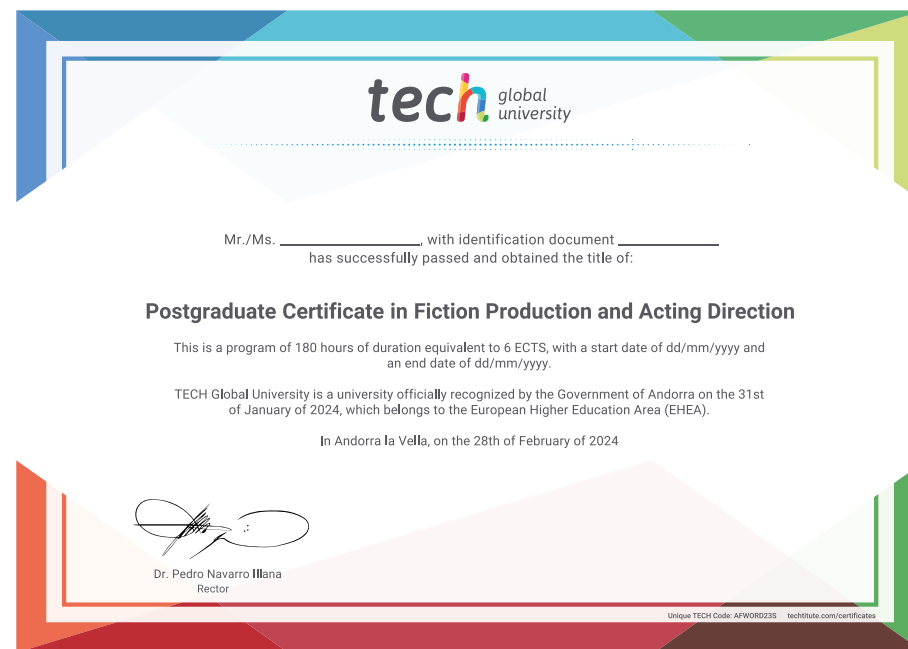 tech global
university
Mr./Ms. ____________, with identification document ____________
has successfully passed and obtained the title of:
Postgraduate Certificate in Fiction Production and Acting Direction
This is a program of 180 hours of duration equivalent to 6 ECTS, with a start date of dd/mm/yyyy and
an end date of dd/mm/yyyy.
TECH Global University is a university officially recognized by the Government of Andorra on the 31st
of January of 2024, which belongs to the European Higher Education Area (EHEA).
In Andorra la Vella, on the 28th of February of 2024
Dr. Pedro Navarro Illana
Rector
Unique TECH Code: AFWORD23S techtitute.com/certificates